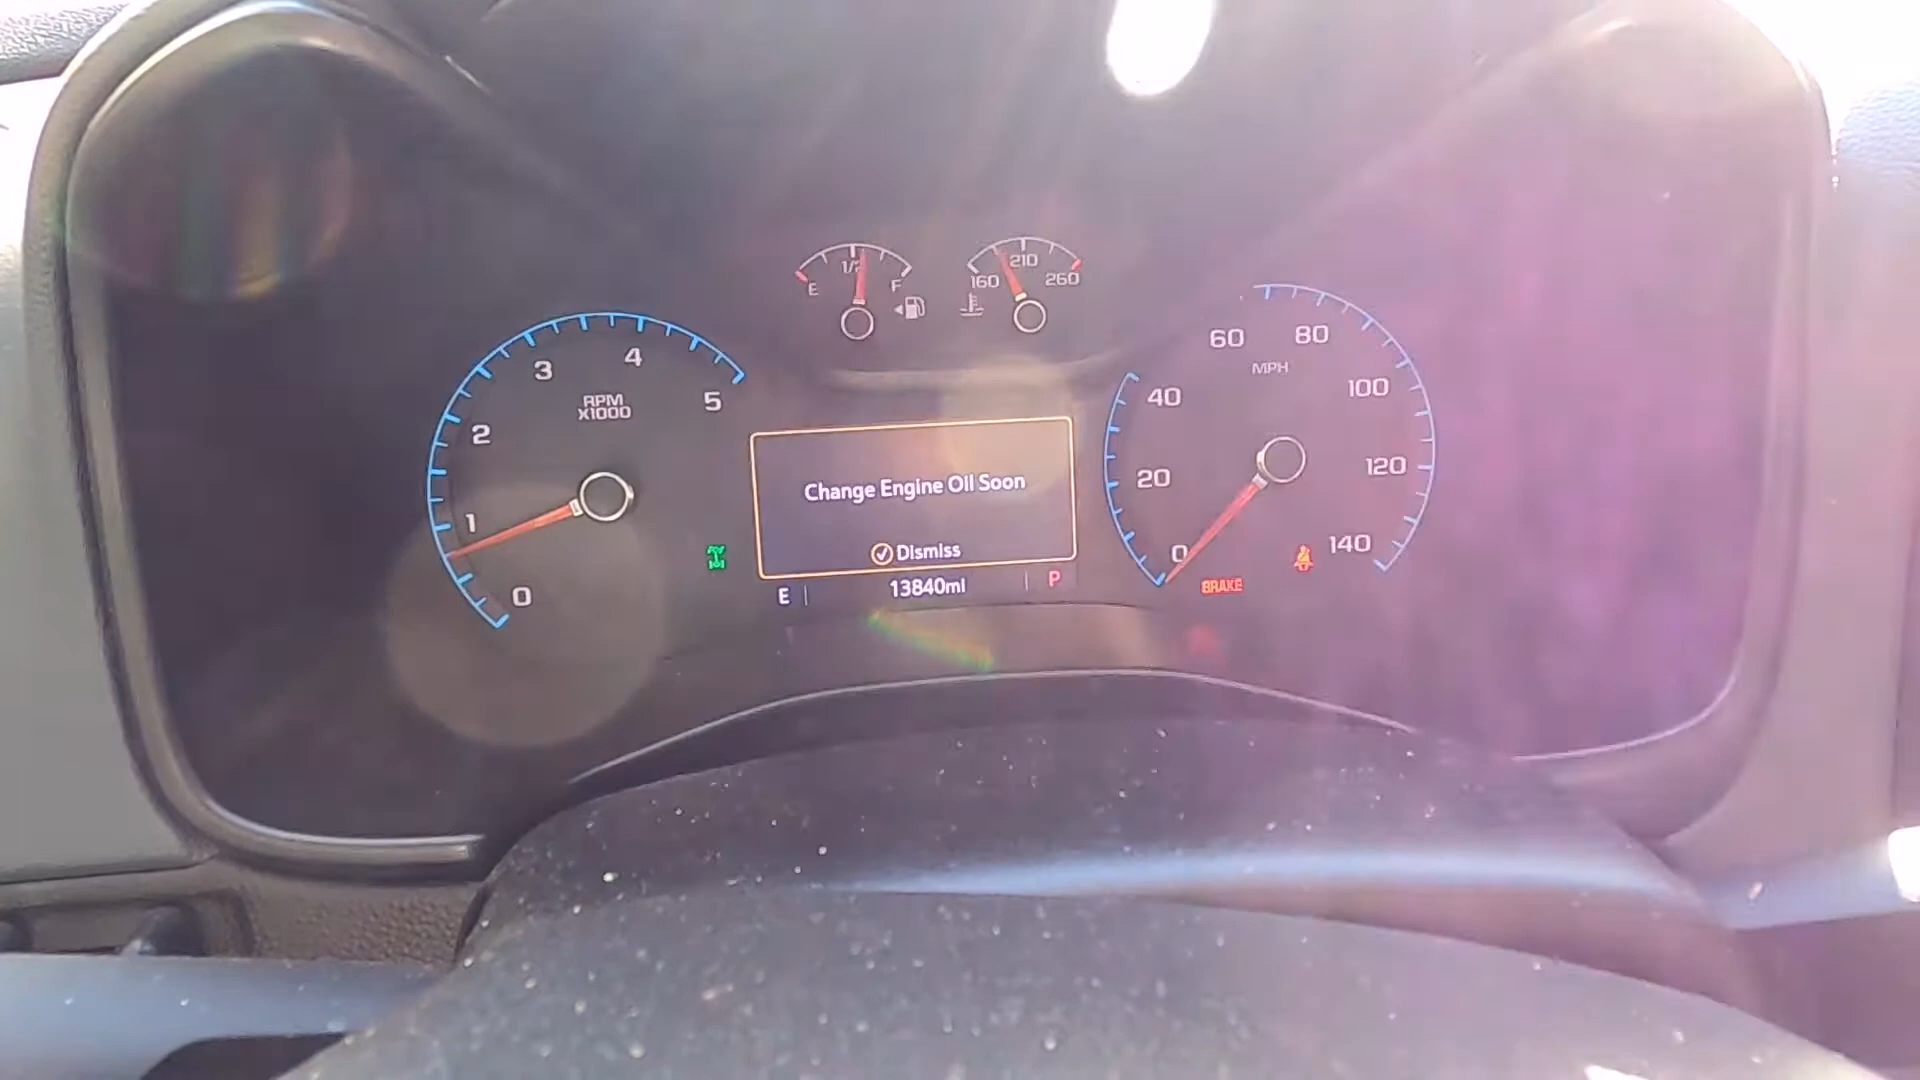 E 1/2 F
160 210 260
0 1 2 3 4 5
RPM
X1000
Change Engine Oil Soon
Dismiss
E 13840mi P
0 20 40 60 80 100 120 140
MPH
BRAKE